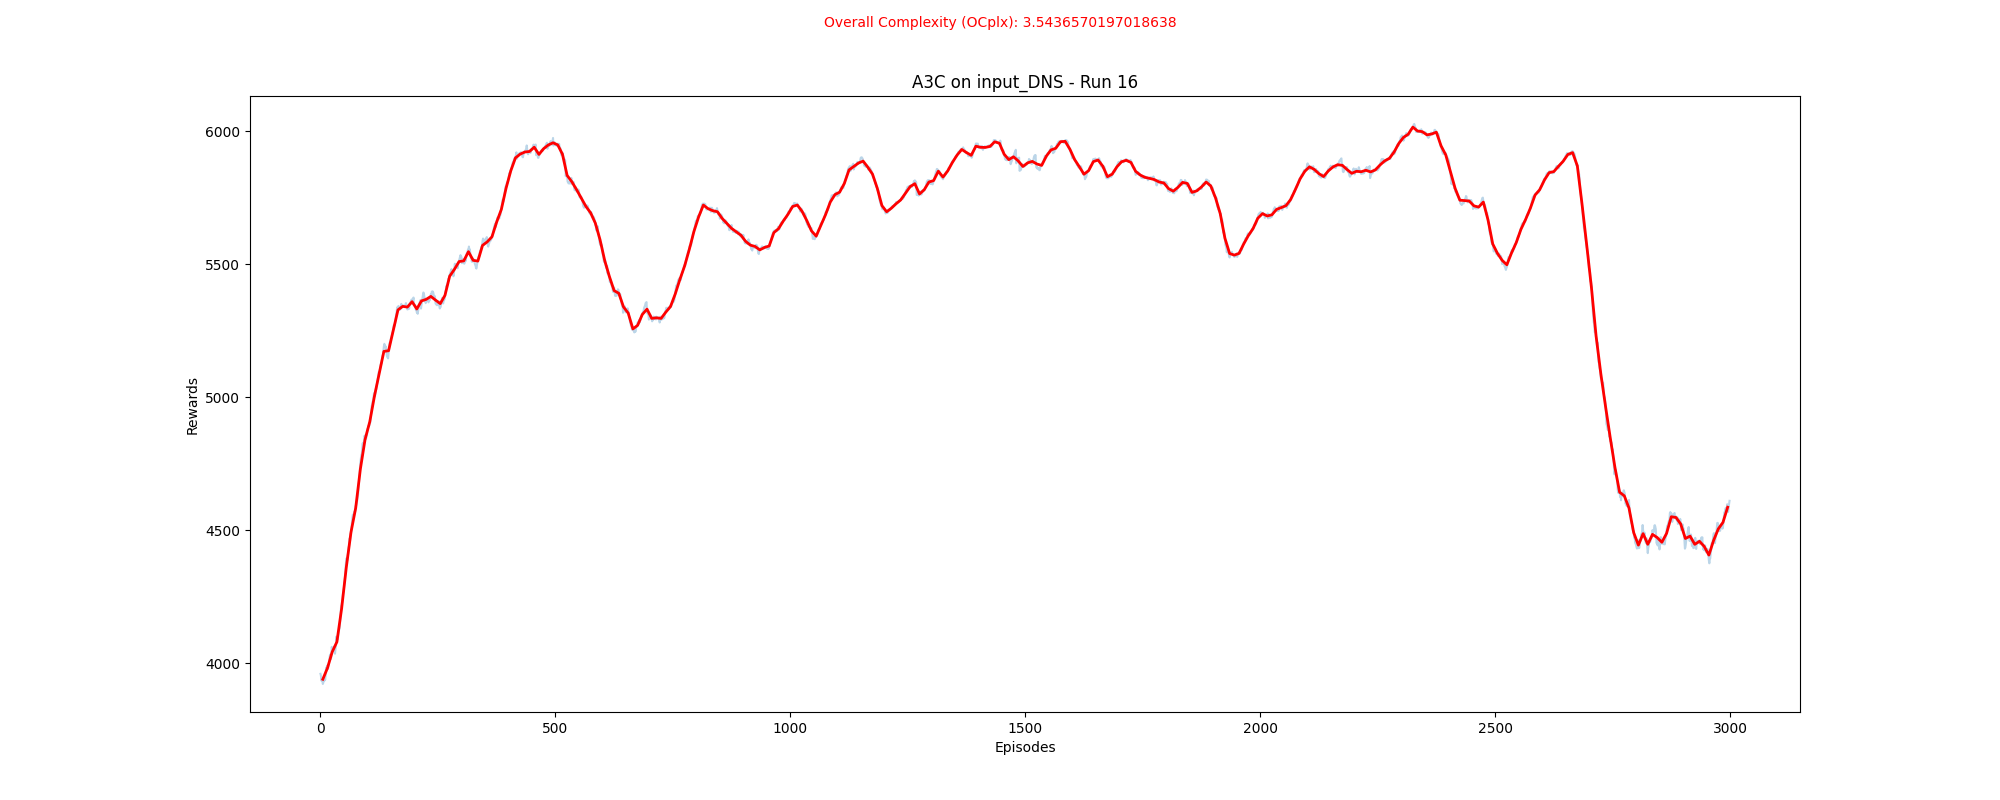 Overall Complexity (OCplx): 3.5436570197018638
A3C on input_DNS - Run 16
6000
5500
5000
4500
4000
Rewards
0 500 1000 1500 2000 2500 3000
Episodes